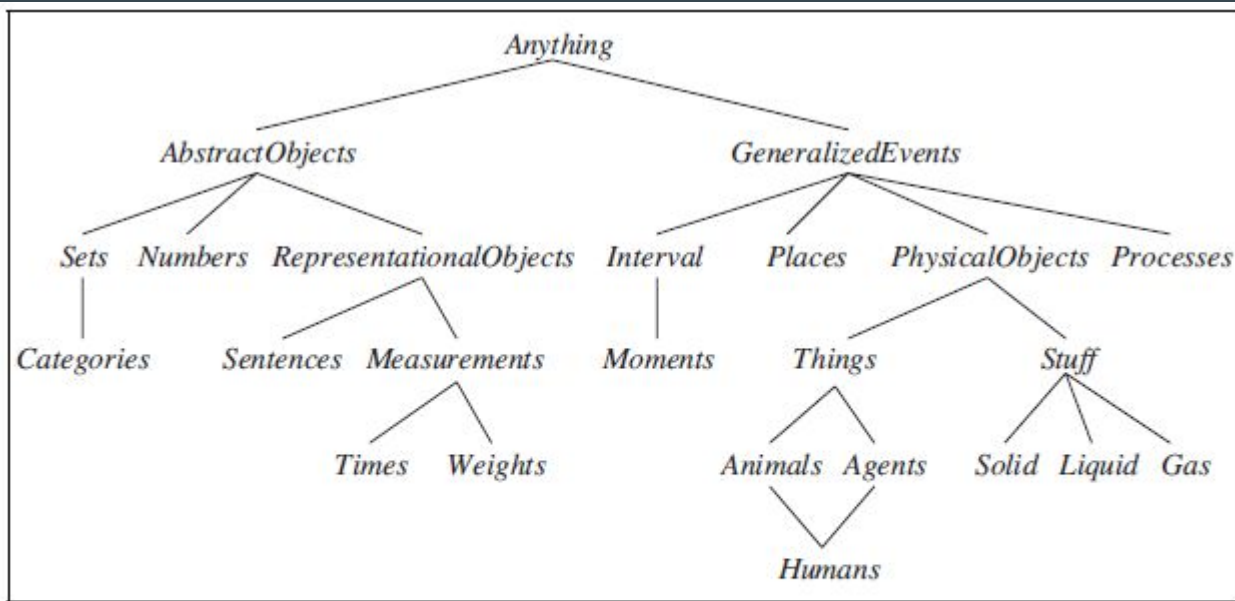 Anything
AbstractObjects GeneralizedEvents
Sets Numbers RepresentationalObjects Interval Places PhysicalObjects Processes
Categories Sentences Measurements Moments Things Stuff
Times Weights Animals Agents Solid Liquid Gas
Humans